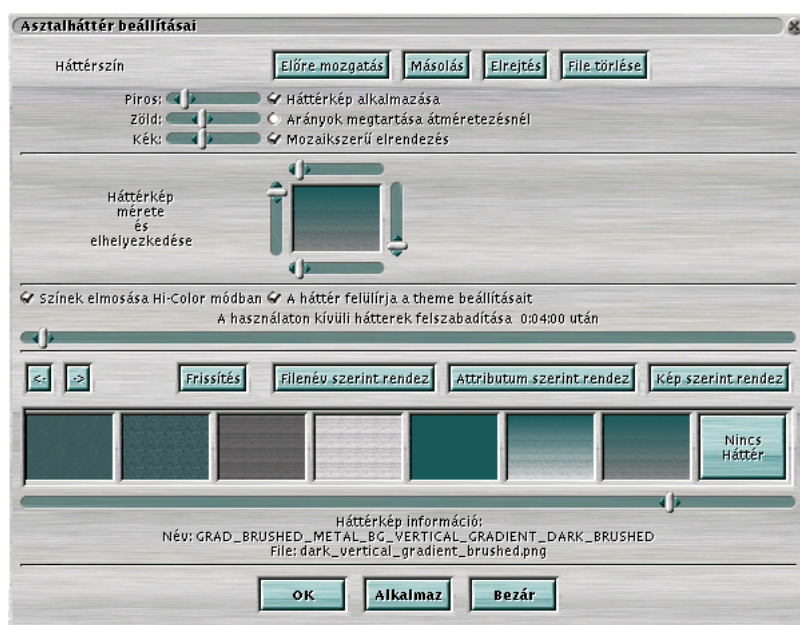 Asztalháttér beállításai
Háttérszín
Előre mozgatás Másolás Elrejtés File törlése
Piros: Háttérkép alkalmazása
Zöld: Arányok megtartása átméretezésnél
Kék: Mozaikszerű elrendezés
Háttérkép
mérete
és
elhelyezkedése
Színek elmosása Hi-Color módban A háttér felülírja a theme beállításait
A használaton kívüli hátterek felszabadítása 0:04:00 után
<- -> Frissítés Filenév szerint rendez Attributum szerint rendez Kép szerint rendez
Nincs
Háttér
Háttérkép információ:
Név: GRAD_BRUSHED_METAL_BG_VERTICAL_GRADIENT_DARK_BRUSHED
File: dark_vertical_gradient_brushed.png
OK Alkalmaz Bezár